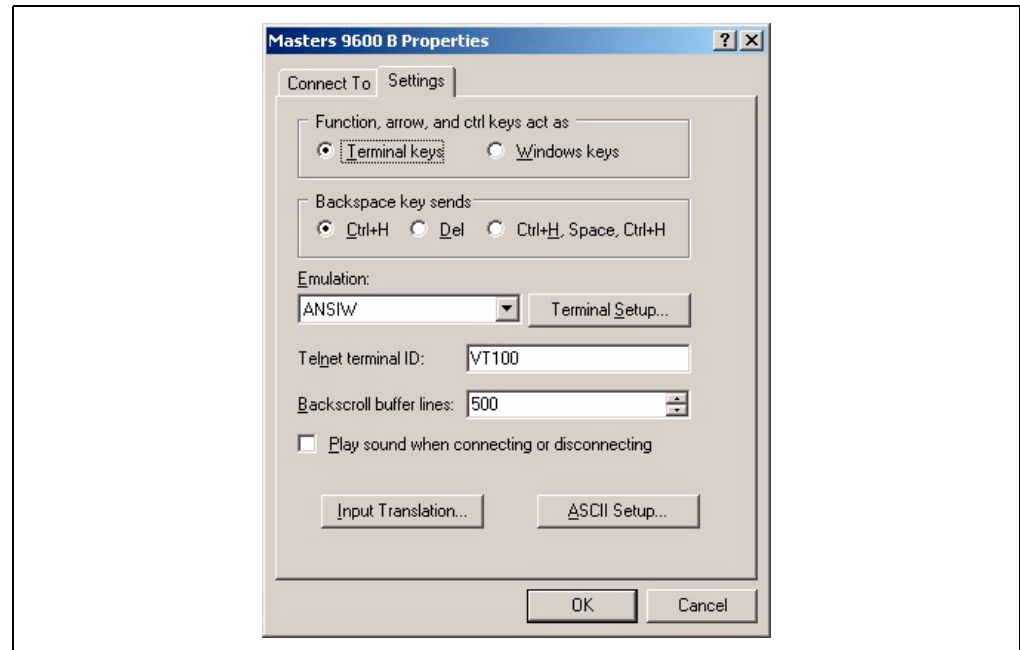 Masters 9600 B Properties
Connect To Settings
Function, arrow, and ctrl keys act as
Terminal keys Windows keys
Backspace key sends
Ctrl+H Del Ctrl+H, Space, Ctrl+H
Emulation:
ANSIW Terminal Setup...
Telnet terminal ID: VT100
Backscroll buffer lines: 500
Play sound when connecting or disconnecting
Input Translation... ASCII Setup...
OK Cancel